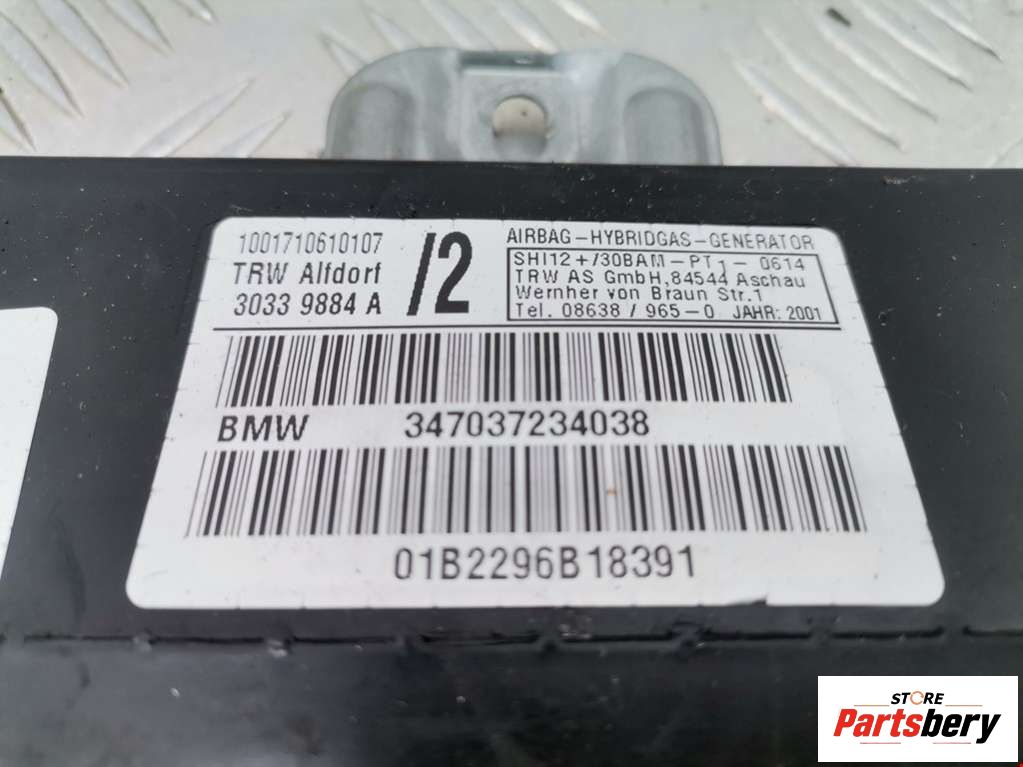 1001710610107
TRW Alfdorf
3033 9884 A
/2
AIRBAG-HYBRIDGAS-GENERATOR
SHI12+/30BAM-PT1- 0614
TRW AS GmbH,84544 Aschau
Wernher von Braun Str.1
Tel. 08638 / 965-0 JAHR: 2001
BMW 347037234038
01B2296B18391
STORE
Partsbery